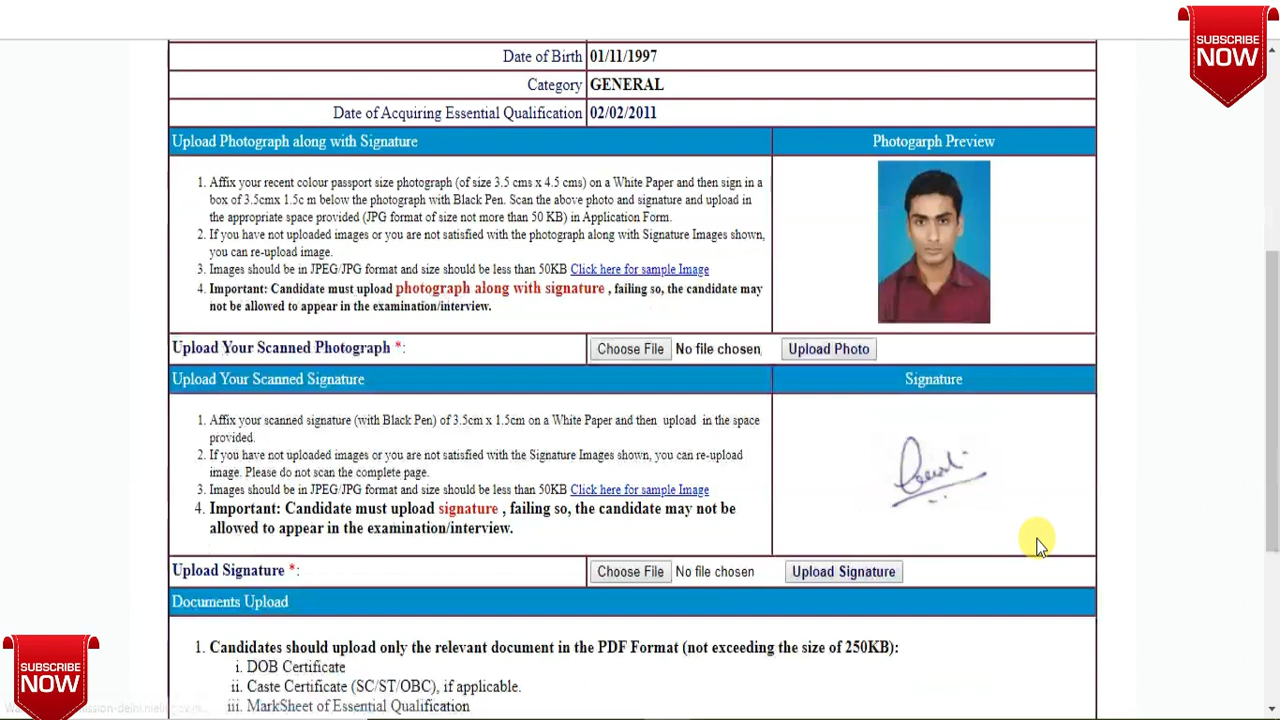 SUBSCRIBE
NOW
Date of Birth 01/11/1997
Category GENERAL
Date of Acquiring Essential Qualification 02/02/2011
Upload Photograph along with Signature
Photogarph Preview
1. Affix your recent colour passport size photograph (of size 3.5 cms x 4.5 cms) on a White Paper and then sign in a
box of 3.5cmx 1.5c m below the photograph with Black Pen. Scan the above photo and signature and upload in
the appropriate space provided (JPG format of size not more than 50 KB) in Application Form.
2. If you have not uploaded images or you are not satisfied with the photograph along with Signature Images shown,
you can re-upload image.
3. Images should be in JPEG/JPG format and size should be less than 50KB Click here for sample Image
4. Important: Candidate must upload photograph along with signature , failing so, the candidate may
not be allowed to appear in the examination/interview.
Upload Your Scanned Photograph *:
Choose File No file chosen
Upload Photo
Upload Your Scanned Signature
Signature
1. Affix your scanned signature (with Black Pen) of 3.5cm x 1.5cm on a White Paper and then upload in the space
provided.
2. If you have not uploaded images or you are not satisfied with the Signature Images shown, you can re-upload
image. Please do not scan the complete page.
3. Images should be in JPEG/JPG format and size should be less than 50KB Click here for sample Image
4. Important: Candidate must upload signature , failing so, the candidate may not be
allowed to appear in the examination/interview.
Upload Signature *:
Choose File No file chosen
Upload Signature
Documents Upload
1. Candidates should upload only the relevant document in the PDF Format (not exceeding the size of 250KB):
i. DOB Certificate
ii. Caste Certificate (SC/ST/OBC), if applicable.
iii. MarkSheet of Essential Qualification
SUBSCRIBE
NOW